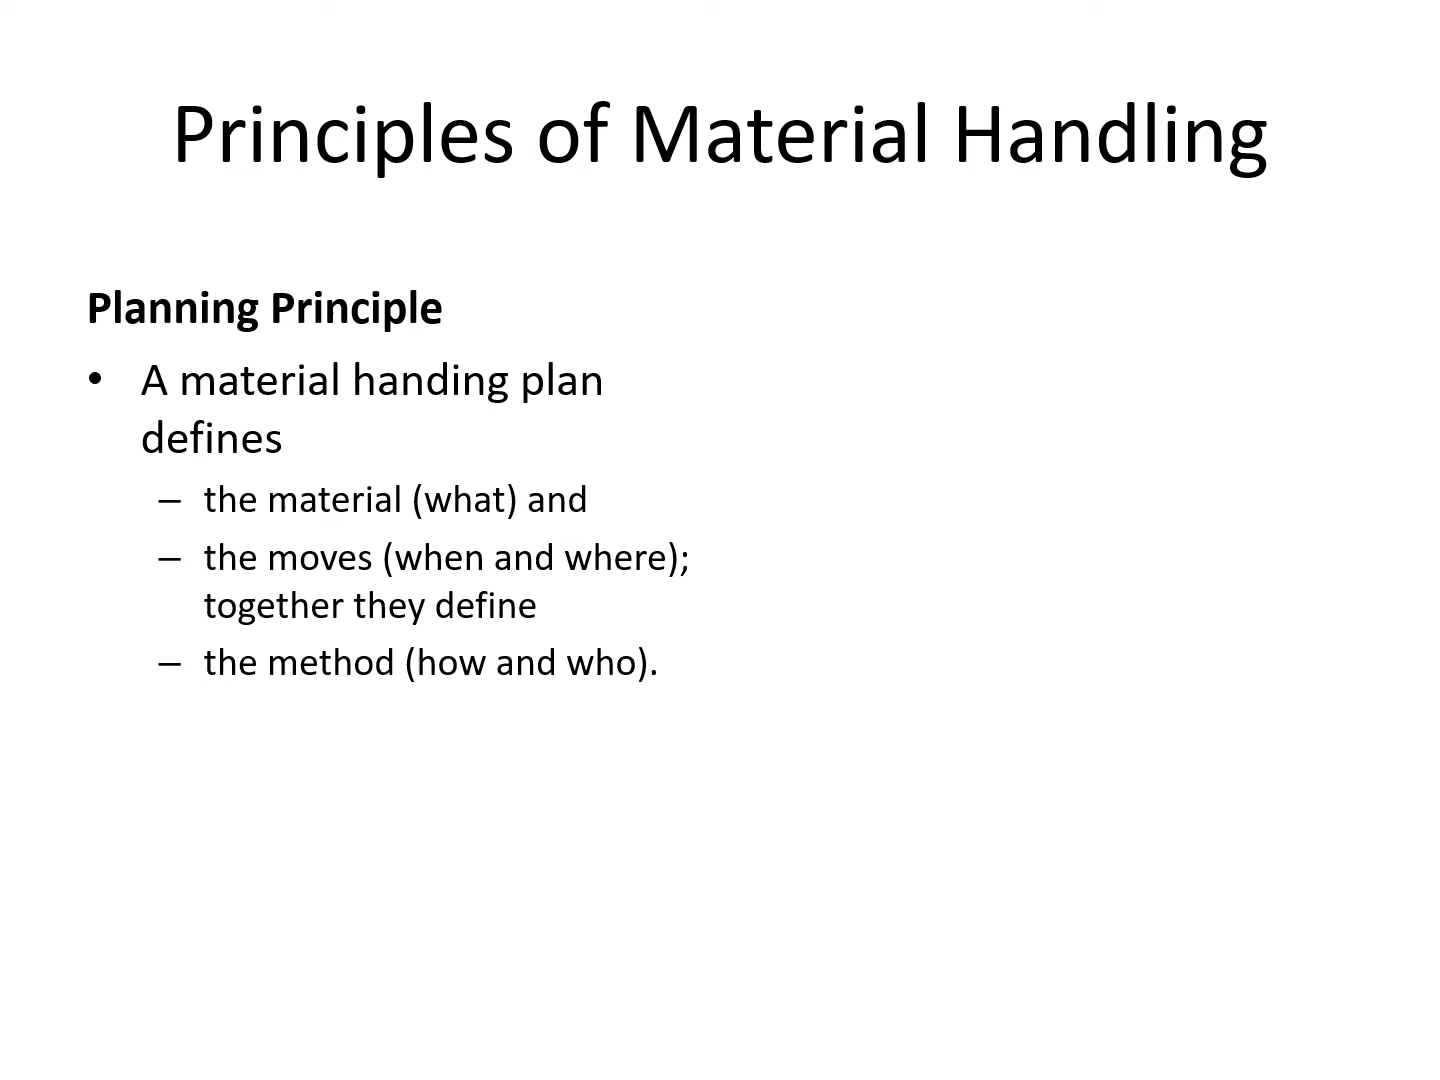 Principles of Material Handling
Planning Principle
• A material handing plan
defines
– the material (what) and
– the moves (when and where);
together they define
– the method (how and who).